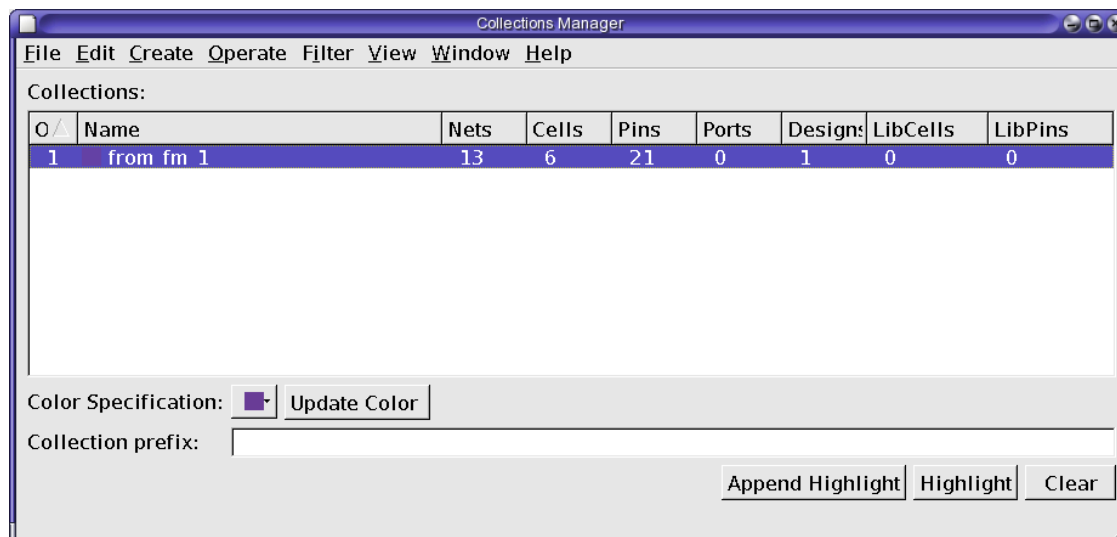 Collections Manager
File Edit Create Operate Filter View Window Help
Collections:
O Name Nets Cells Pins Ports Designs LibCells LibPins
1 from fm 1 13 6 21 0 1 0 0
Color Specification: Update Color
Collection prefix:
Append Highlight Highlight Clear